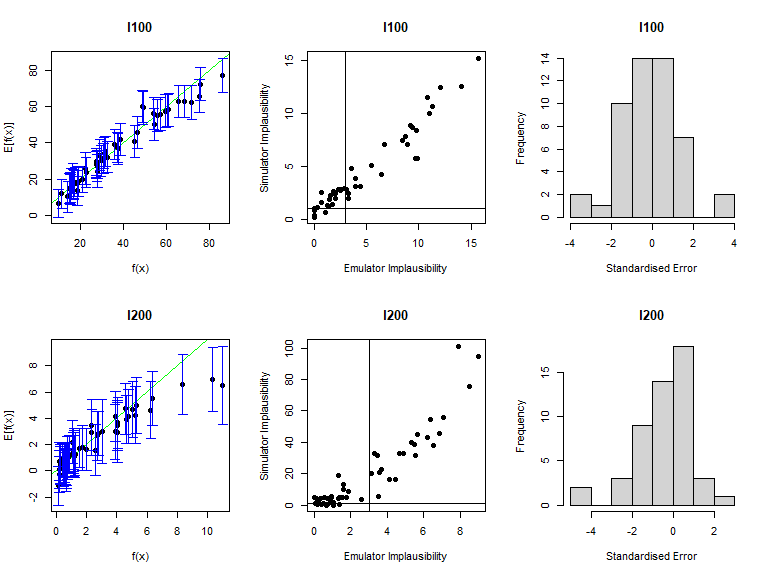 I100
E[f(x)]
0 20 40 60 80
20 40 60 80
f(x)
I100
Simulator Implausibility
0 5 10 15
0 5 10 15
Emulator Implausibility
I100
Frequency
0 2 4 6 8 10 12 14
-4 -2 0 2 4
Standardised Error
I200
E[f(x)]
-2 0 2 4 6 8
0 2 4 6 8 10
f(x)
I200
Simulator Implausibility
0 20 40 60 80 100
0 2 4 6 8
Emulator Implausibility
I200
Frequency
0 5 10 15
-4 -2 0 2
Standardised Error